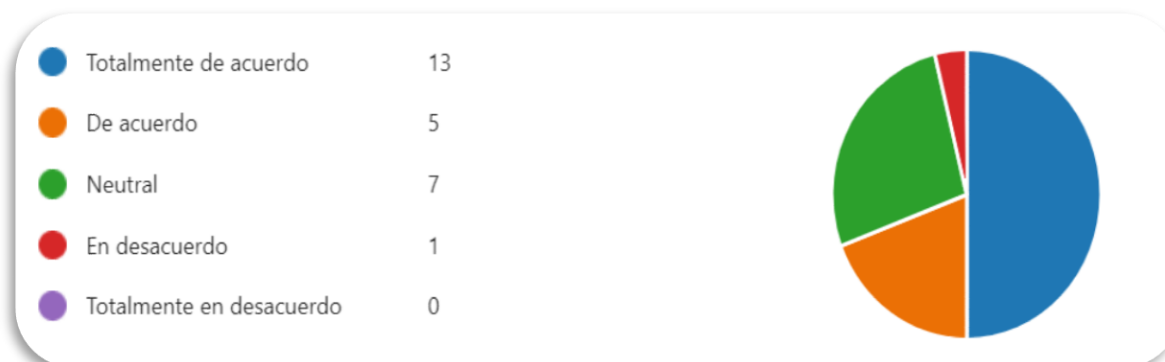 Totalmente de acuerdo 13
De acuerdo 5
Neutral 7
En desacuerdo 1
Totalmente en desacuerdo 0